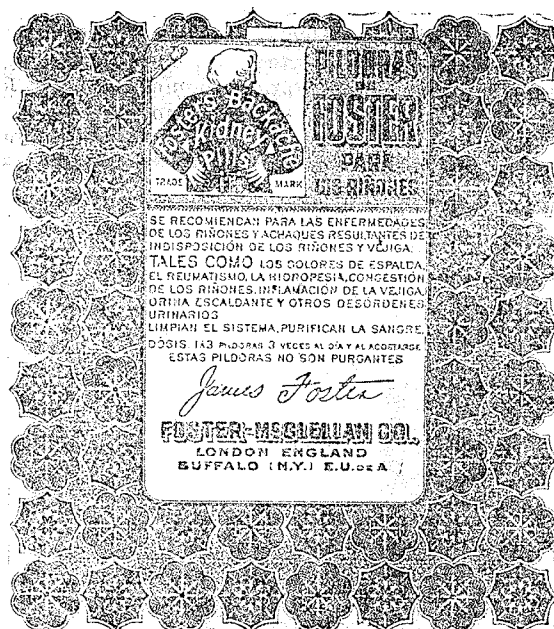 Foster's Backache
Kidney
Pills
TRADE MARK
PILDORAS
DE
FOSTER
PARA
LOS RIÑONES
SE RECOMIENDAN PARA LAS ENFERMEDADES
DE LOS RIÑONES Y ACHAQUES RESULTANTES DE
INDISPOSICIÓN DE LOS RIÑONES Y VEJIGA.
TALES COMO LOS DOLORES DE ESPALDA,
EL REUMATISMO, LA HIDROPESIA, CONGESTIÓN
DE LOS RIÑONES, INFLAMACIÓN DE LA VEJIGA,
ORINA ESCALDANTE Y OTROS DESÓRDENES
URINARIOS
LIMPIAN EL SISTEMA, PURIFICAN LA SANGRE.
DÓSIS, 1 Á 3 PILDORAS 3 VECES AL DÍA Y AL ACOSTARSE
ESTAS PILDORAS NO SON PURGANTES
James Foster
FOSTER-McCLELLAN CO.
LONDON ENGLAND
BUFFALO (N.Y.) E.U. DE A